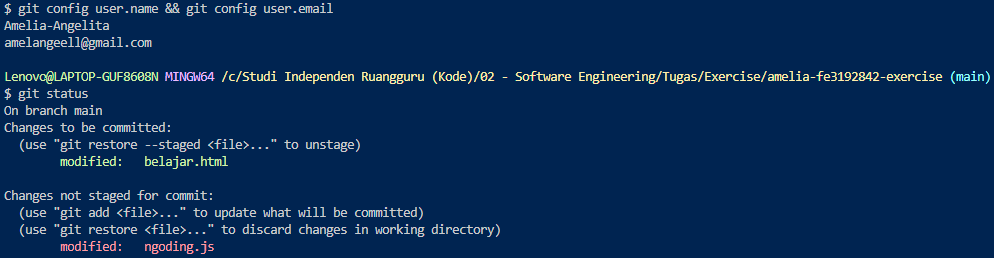 $ git config user.name && git config user.email
Amelia-Angelita
amelangeell@gmail.com
Lenovo@LAPTOP-GUF8608N MINGW64 /c/Studi Independen Ruangguru (Kode)/02 - Software Engineering/Tugas/Exercise/amelia-fe3192842-exercise (main)
$ git status
On branch main
Changes to be committed:
  (use "git restore --staged <file>..." to unstage)
        modified:   belajar.html

Changes not staged for commit:
  (use "git add <file>..." to update what will be committed)
  (use "git restore <file>..." to discard changes in working directory)
        modified:   ngoding.js